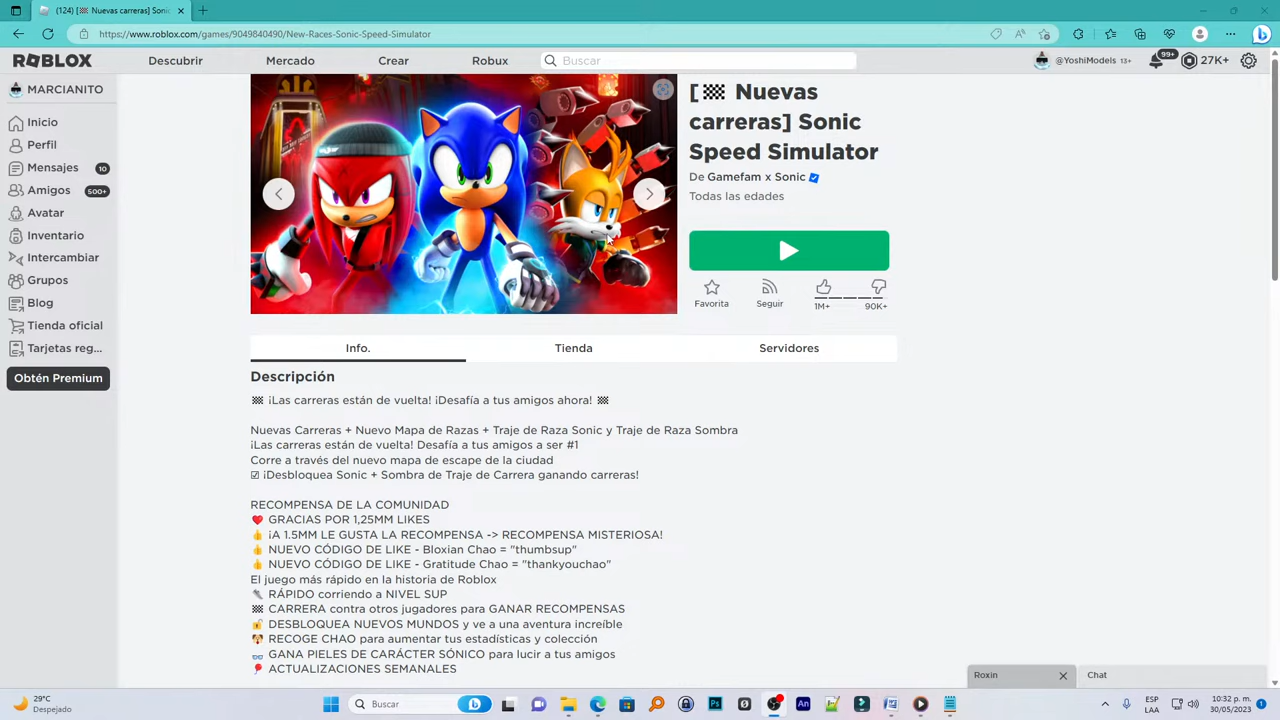 (124) [🏁 Nuevas carreras] Sonic
https://www.roblox.com/games/9049840490/New-Races-Sonic-Speed-Simulator
ROBLOX
Descubrir
Mercado
Crear
Robux
Buscar
@YoshiModels 13+
99+
27K+
MARCIANITO
Inicio
Perfil
Mensajes 10
Amigos 500+
Avatar
Inventario
Intercambiar
Grupos
Blog
Tienda oficial
Tarjetas reg...
Obtén Premium
[🏁 Nuevas
carreras] Sonic
Speed Simulator
De Gamefam x Sonic
Todas las edades
Favorita
Seguir
1M+
90K+
Info.
Tienda
Servidores
Descripción
🏁 ¡Las carreras están de vuelta! ¡Desafía a tus amigos ahora! 🏁
Nuevas Carreras + Nuevo Mapa de Razas + Traje de Raza Sonic y Traje de Raza Sombra
¡Las carreras están de vuelta! Desafía a tus amigos a ser #1
Corre a través del nuevo mapa de escape de la ciudad
☑ ¡Desbloquea Sonic + Sombra de Traje de Carrera ganando carreras!
RECOMPENSA DE LA COMUNIDAD
❤️ GRACIAS POR 1,25MM LIKES
👍 ¡A 1.5MM LE GUSTA LA RECOMPENSA -> RECOMPENSA MISTERIOSA!
👍 NUEVO CÓDIGO DE LIKE - Bloxian Chao = "thumbsup"
👍 NUEVO CÓDIGO DE LIKE - Gratitude Chao = "thankyouchao"
El juego más rápido en la historia de Roblox
👟 RÁPIDO corriendo a NIVEL SUP
🏁 CARRERA contra otros jugadores para GANAR RECOMPENSAS
🔓 DESBLOQUEA NUEVOS MUNDOS y ve a una aventura increíble
🐶 RECOGE CHAO para aumentar tus estadísticas y colección
👓 GANA PIELES DE CARÁCTER SÓNICO para lucir a tus amigos
🎈 ACTUALIZACIONES SEMANALES
Roxin
Chat
29°C
Despejado
Buscar
ESP
LAA
10:32 p. m.
30/05/2023